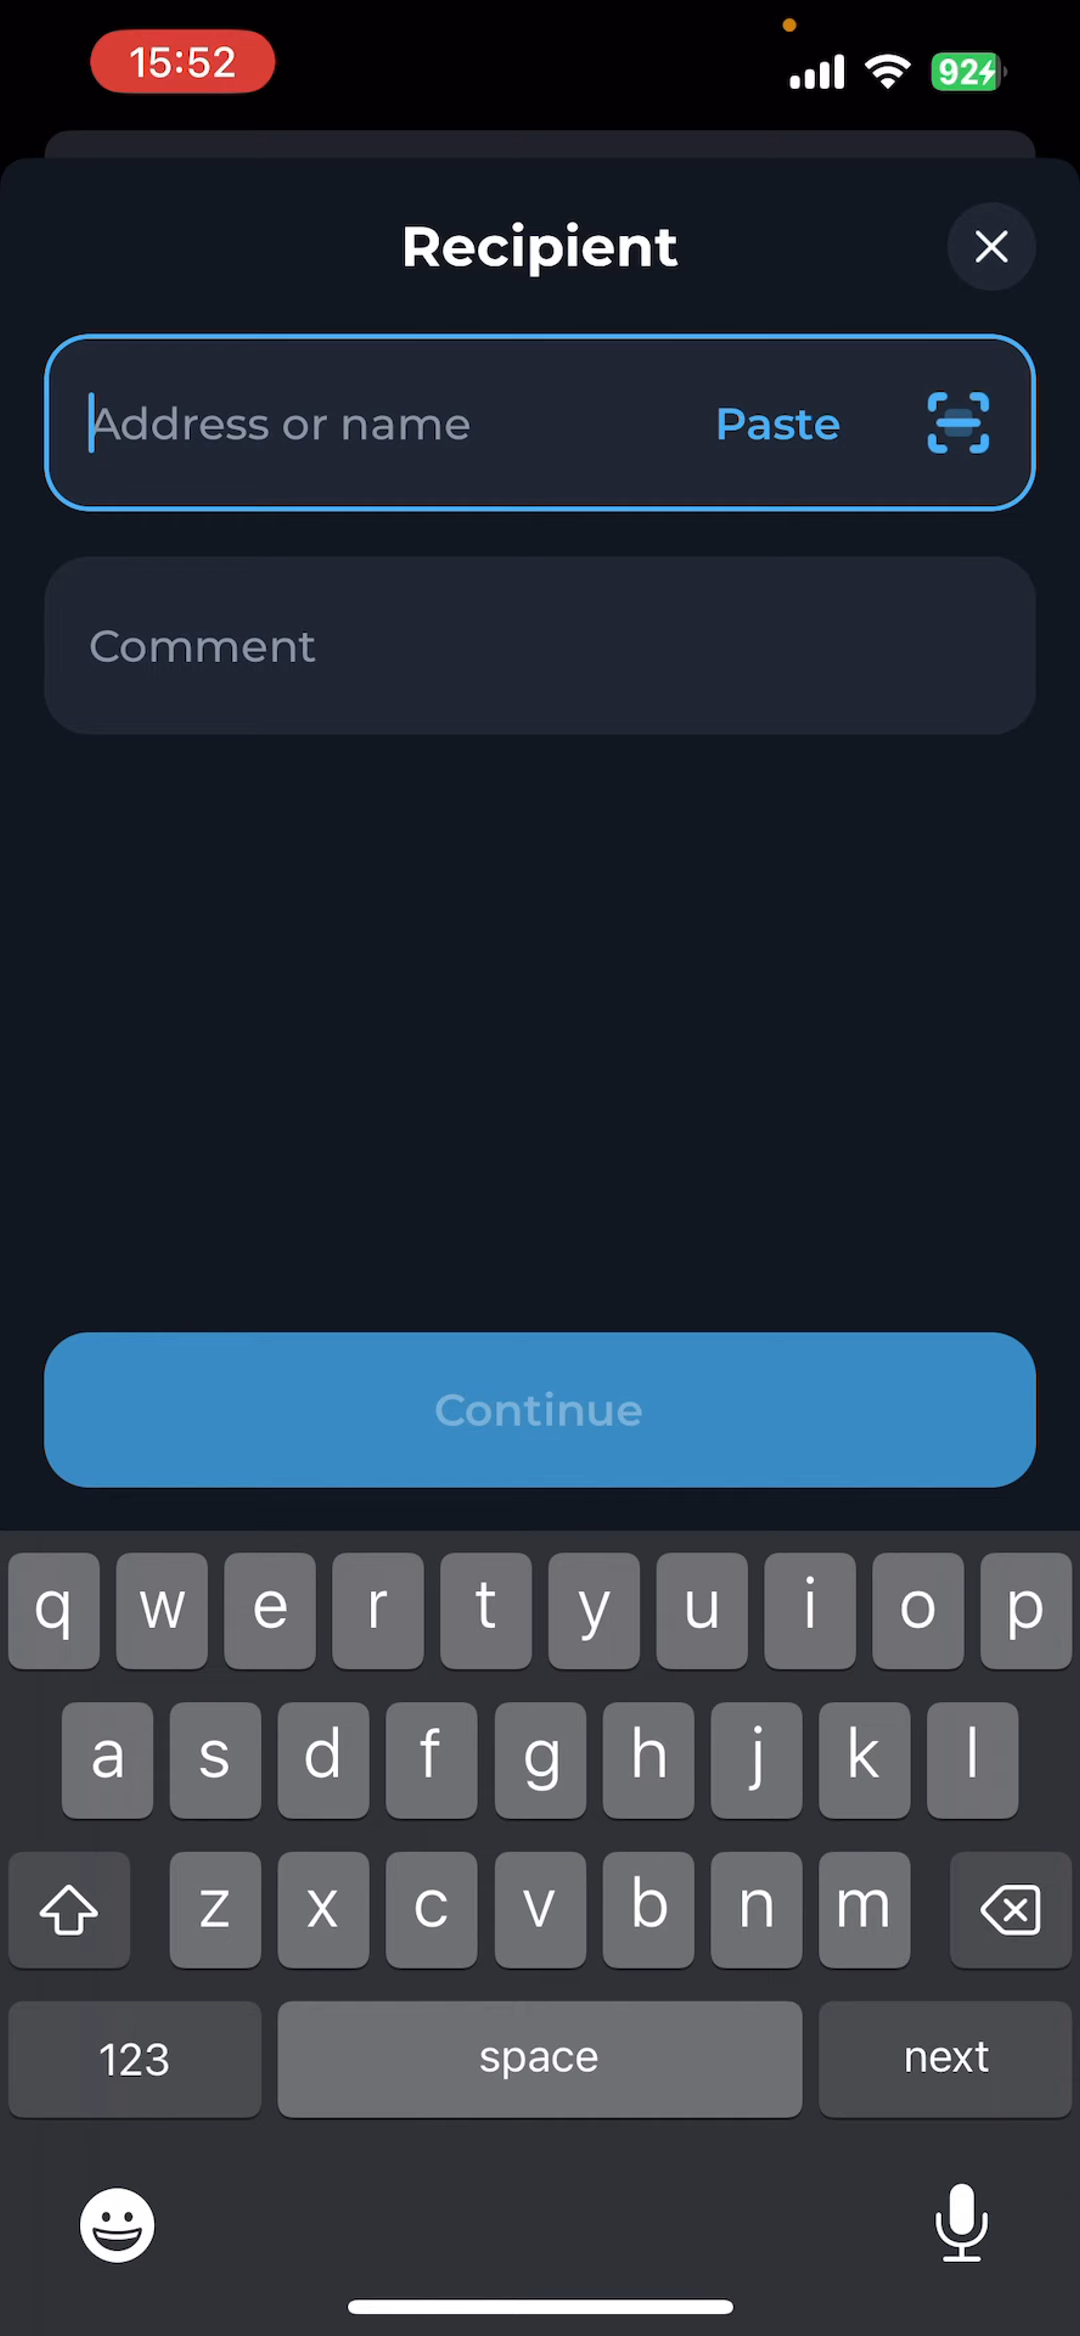 15:52
92
Recipient
Address or name Paste
Comment
Continue
q w e r t y u i o p
a s d f g h j k l
z x c v b n m
123 space next